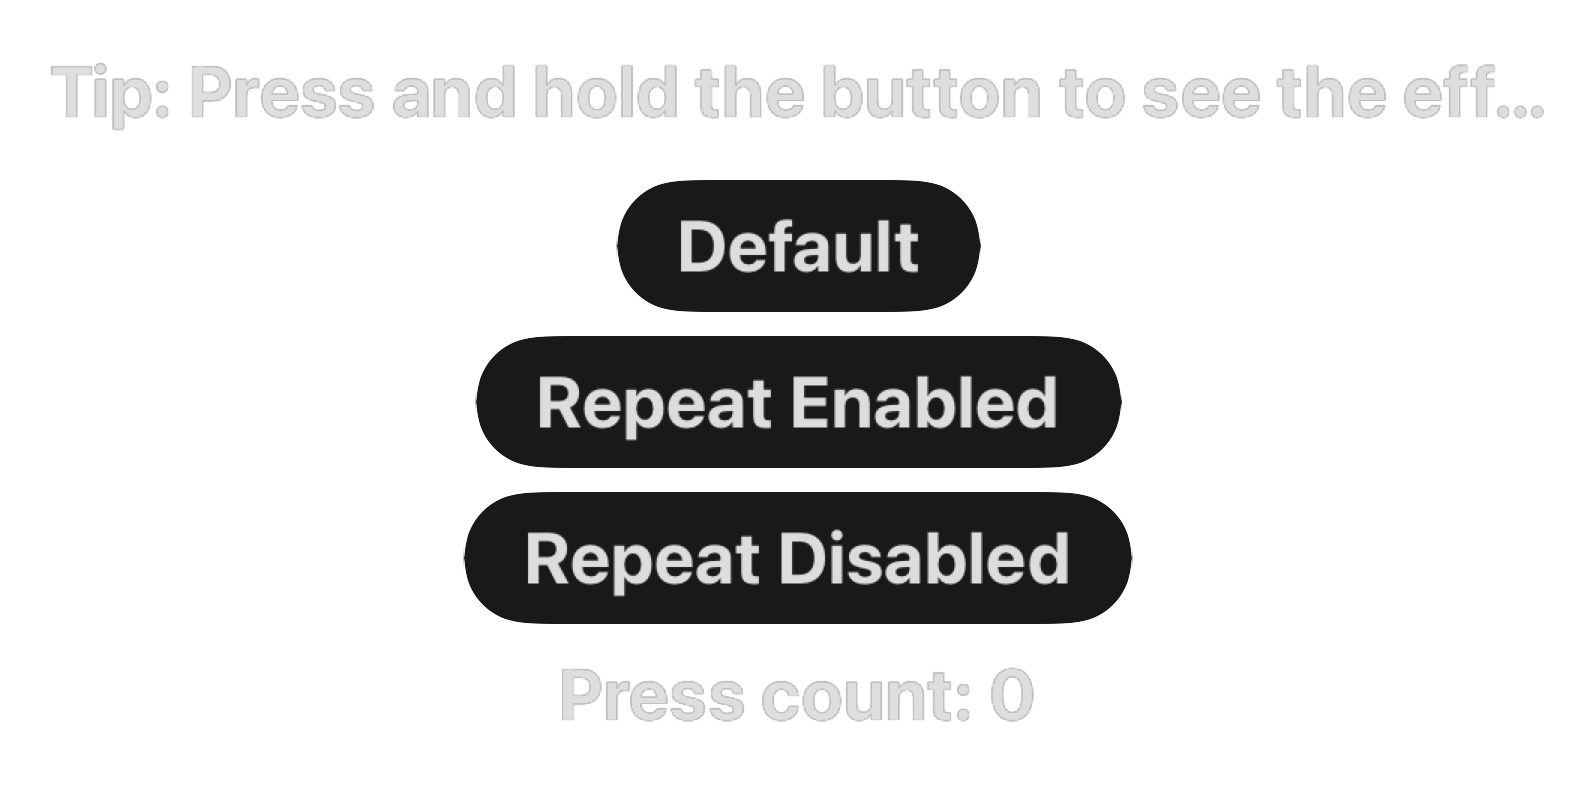 Tip: Press and hold the button to see the eff...
Default
Repeat Enabled
Repeat Disabled
Press count: 0